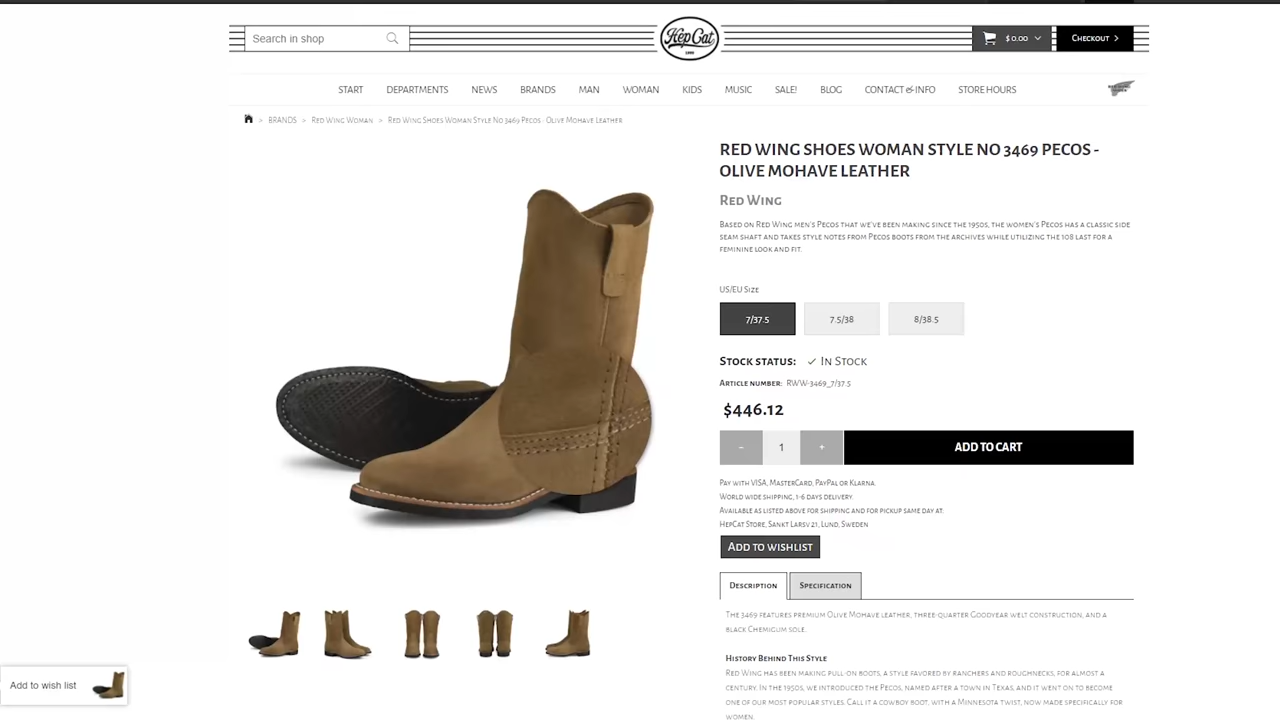 Search in shop
HepCat
$ 0.00
Checkout
START DEPARTMENTS NEWS BRANDS MAN WOMAN KIDS MUSIC SALE! BLOG CONTACT & INFO STORE HOURS
> BRANDS > RED WING WOMAN > RED WING SHOES WOMAN STYLE NO 3469 PECOS - OLIVE MOHAVE LEATHER
RED WING SHOES WOMAN STYLE NO 3469 PECOS -
OLIVE MOHAVE LEATHER
RED WING
BASED ON RED WING MEN'S PECOS THAT WE'VE BEEN MAKING SINCE THE 1950S, THE WOMEN'S PECOS HAS A CLASSIC SIDE
SEAM SHAFT AND TAKES STYLE NOTES FROM PECOS BOOTS FROM THE ARCHIVES WHILE UTILIZING THE 108 LAST FOR A
FEMININE LOOK AND FIT.
US/EU SIZE
7/37.5 7.5/38 8/38.5
STOCK STATUS: ✓ IN STOCK
ARTICLE NUMBER: RWW-3469_7/37.5
$446.12
- 1 + ADD TO CART
PAY WITH VISA, MASTERCARD, PAYPAL OR KLARNA.
WORLD WIDE SHIPPING, 1-6 DAYS DELIVERY.
AVAILABLE AS LISTED ABOVE FOR SHIPPING AND FOR PICKUP SAME DAY AT:
HEPCAT STORE, SANKT LARSV 21, LUND, SWEDEN
ADD TO WISHLIST
DESCRIPTION SPECIFICATION
THE 3469 FEATURES PREMIUM OLIVE MOHAVE LEATHER, THREE-QUARTER GOODYEAR WELT CONSTRUCTION, AND A
BLACK CHEMIGUM SOLE.
HISTORY BEHIND THIS STYLE
RED WING HAS BEEN MAKING PULL-ON BOOTS, A STYLE FAVORED BY RANCHERS AND ROUGHNECKS, FOR ALMOST A
CENTURY. IN THE 1950S, WE INTRODUCED THE PECOS, NAMED AFTER A TOWN IN TEXAS, AND IT WENT ON TO BECOME
ONE OF OUR MOST POPULAR STYLES. CALL IT A COWBOY BOOT, WITH A MINNESOTA TWIST, NOW MADE SPECIFICALLY FOR
WOMEN.
Add to wish list